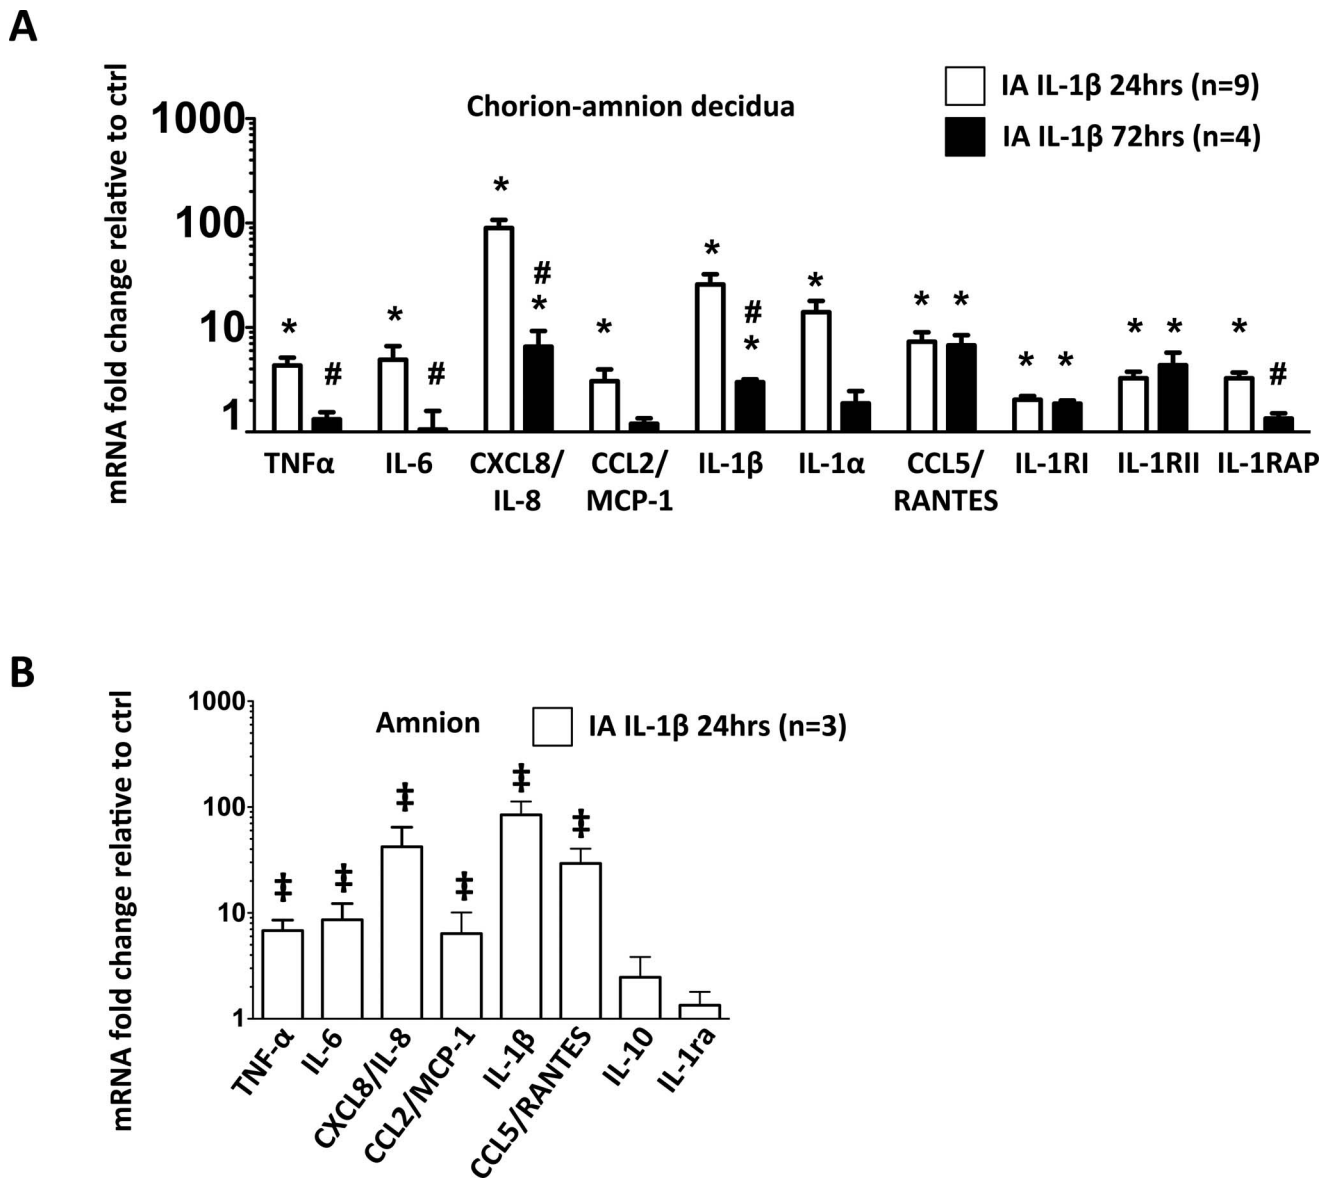 A
mRNA fold change relative to ctrl
Chorion-amnion decidua
IA IL-1β 24hrs (n=9)
IA IL-1β 72hrs (n=4)
1000
100
10
1
*
#
*
#
*
#
*
*
*
#
*
*
*
*
*
*
*
*
*
#
TNFα
IL-6
CXCL8/
IL-8
CCL2/
MCP-1
IL-1β
IL-1α
CCL5/
RANTES
IL-1RI
IL-1RII
IL-1RAP
B
mRNA fold change relative to ctrl
Amnion
IA IL-1β 24hrs (n=3)
1000
100
10
1
‡
‡
‡
‡
‡
‡
TNF-α
IL-6
CXCL8/IL-8
CCL2/MCP-1
IL-1β
CCL5/RANTES
IL-10
IL-1ra